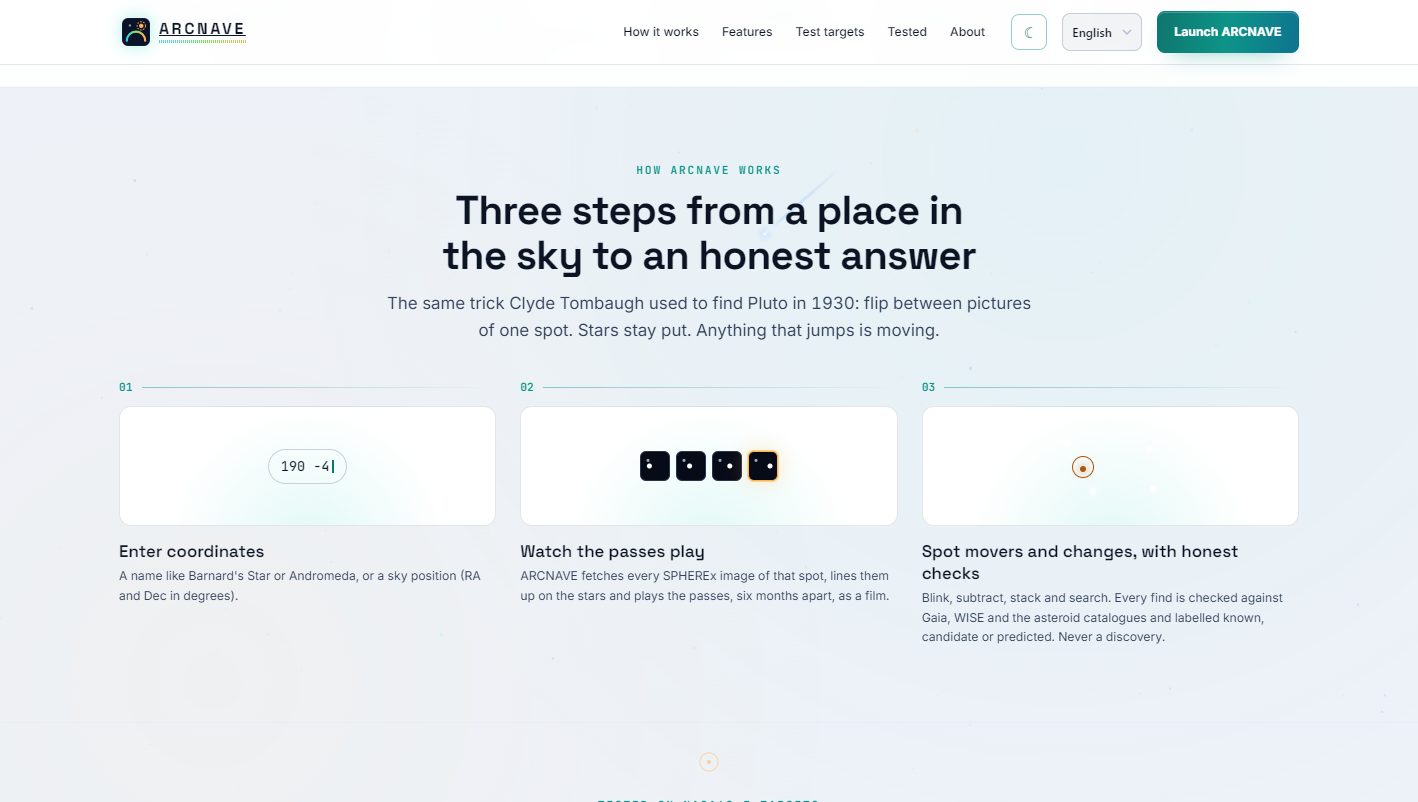 ARCNAVE
How it works
Features
Test targets
Tested
About
English
Launch ARCNAVE
HOW ARCNAVE WORKS
Three steps from a place in
the sky to an honest answer
The same trick Clyde Tombaugh used to find Pluto in 1930: flip between pictures
of one spot. Stars stay put. Anything that jumps is moving.
01
190 -4
Enter coordinates
A name like Barnard's Star or Andromeda, or a sky position (RA
and Dec in degrees).
02
Watch the passes play
ARCNAVE fetches every SPHEREx image of that spot, lines them
up on the stars and plays the passes, six months apart, as a film.
03
Spot movers and changes, with honest
checks
Blink, subtract, stack and search. Every find is checked against
Gaia, WISE and the asteroid catalogues and labelled known,
candidate or predicted. Never a discovery.